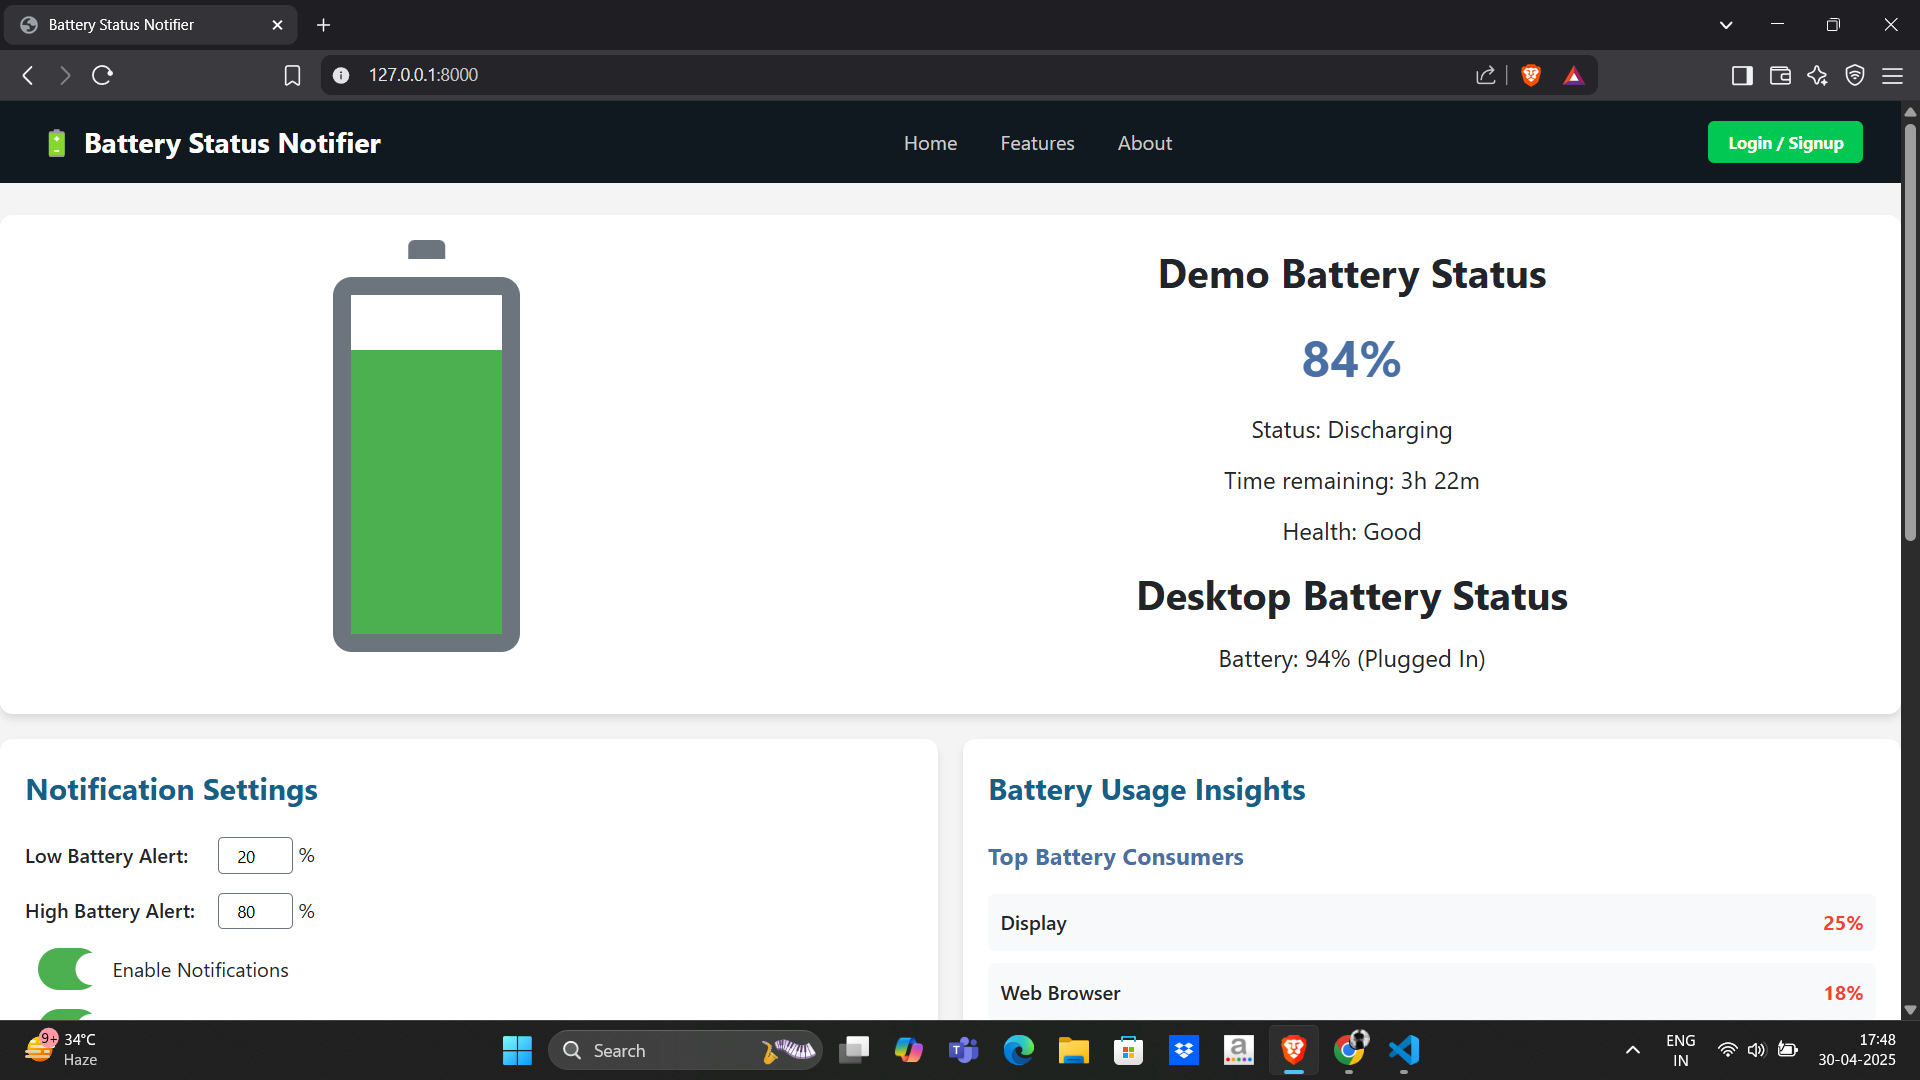 Battery Status Notifier
127.0.0.1:8000
Battery Status Notifier
Home
Features
About
Login / Signup
Demo Battery Status
84%
Status: Discharging
Time remaining: 3h 22m
Health: Good
Desktop Battery Status
Battery: 94% (Plugged In)
Notification Settings
Low Battery Alert: 20 %
High Battery Alert: 80 %
Enable Notifications
Battery Usage Insights
Top Battery Consumers
Display 25%
Web Browser 18%
9+
34°C
Haze
Search
T
a
ENG
IN
17:48
30-04-2025